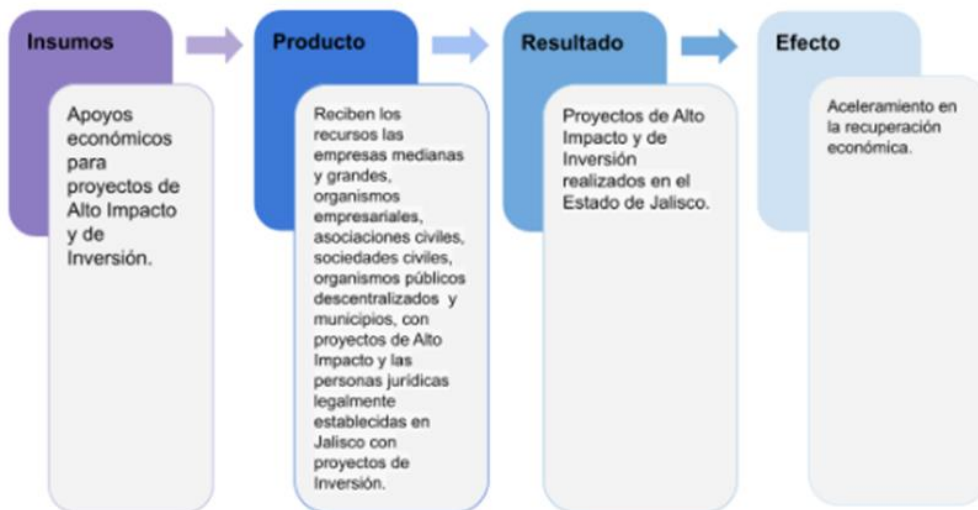 Insumos
Apoyos
económicos
para
proyectos de
Alto Impacto
y de
Inversión.
Producto
Reciben los
recursos las
empresas medianas
y grandes,
organismos
empresariales,
asociaciones civiles,
sociedades civiles,
organismos públicos
descentralizados y
municipios, con
proyectos de Alto
Impacto y las
personas jurídicas
legalmente
establecidas en
Jalisco con
proyectos de
Inversión.
Resultado
Proyectos de Alto
Impacto y de
Inversión
realizados en el
Estado de Jalisco.
Efecto
Aceleramiento en
la recuperación
económica.